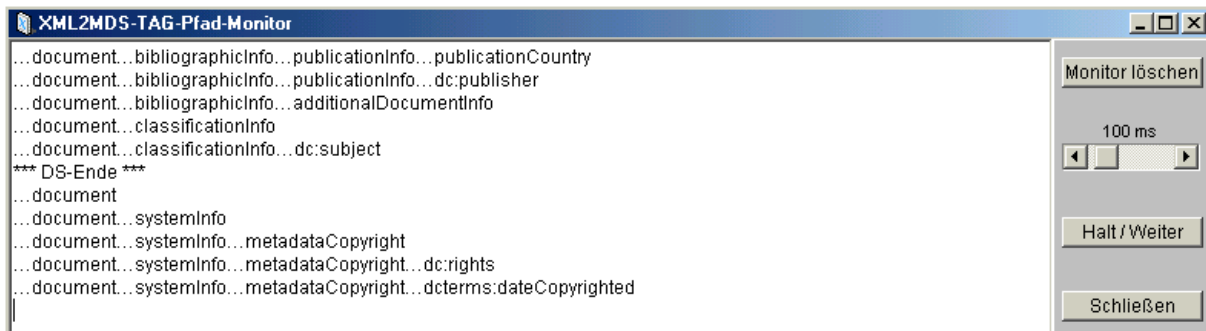 XML2MDS-TAG-Pfad-Monitor
...document...bibliographicInfo...publicationInfo...publicationCountry
...document...bibliographicInfo...publicationInfo...dc:publisher
...document...bibliographicInfo...additionalDocumentInfo
...document...classificationInfo
...document...classificationInfo...dc:subject
*** DS-Ende ***
...document
...document...systemInfo
...document...systemInfo...metadataCopyright
...document...systemInfo...metadataCopyright...dc:rights
...document...systemInfo...metadataCopyright...dcterms:dateCopyrighted
Monitor löschen
100 ms
Halt / Weiter
Schließen